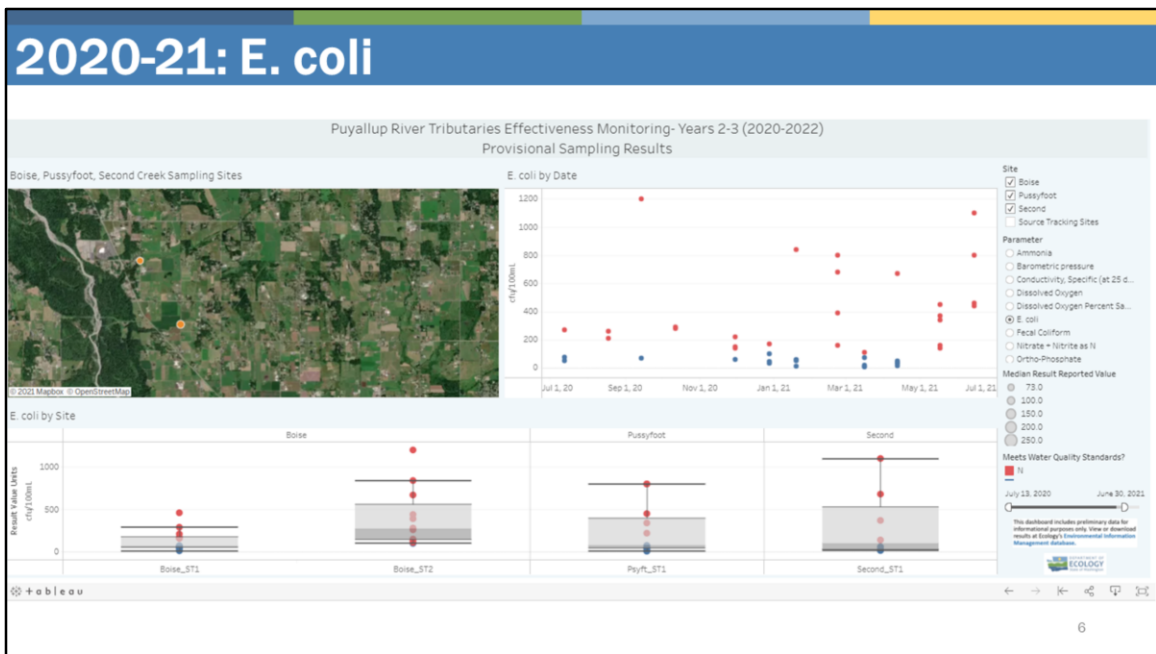 2020-21: E. coli
Puyallup River Tributaries Effectiveness Monitoring- Years 2-3 (2020-2022)
Provisional Sampling Results
Boise, Pussyfoot, Second Creek Sampling Sites
© 2021 Mapbox © OpenStreetMap
E. coli by Date
1200
1000
800
600
400
200
0
cfu/100mL
Jul 1, 20
Sep 1, 20
Nov 1, 20
Jan 1, 21
Mar 1, 21
May 1, 21
Jul 1, 21
Site
Boise
Pussyfoot
Second
Source Tracking Sites
Parameter
Ammonia
Barometric pressure
Conductivity, Specific (at 25 d...
Dissolved Oxygen
Dissolved Oxygen Percent Sa...
E. coli
Fecal Coliform
Nitrate + Nitrite as N
Ortho-Phosphate
Median Result Reported Value
73.0
100.0
150.0
200.0
250.0
Meets Water Quality Standards?
N
July 13, 2020
June 30, 2021
This dashboard includes preliminary data for
informational purposes only. View or download
results at Ecology's Environmental Information
Management database.
DEPARTMENT OF
ECOLOGY
State of Washington
E. coli by Site
Boise
Pussyfoot
Second
Result Value Units
cfu/100mL
1000
500
0
Boise_ST1
Boise_ST2
Psyft_ST1
Second_ST1
+ableau
6